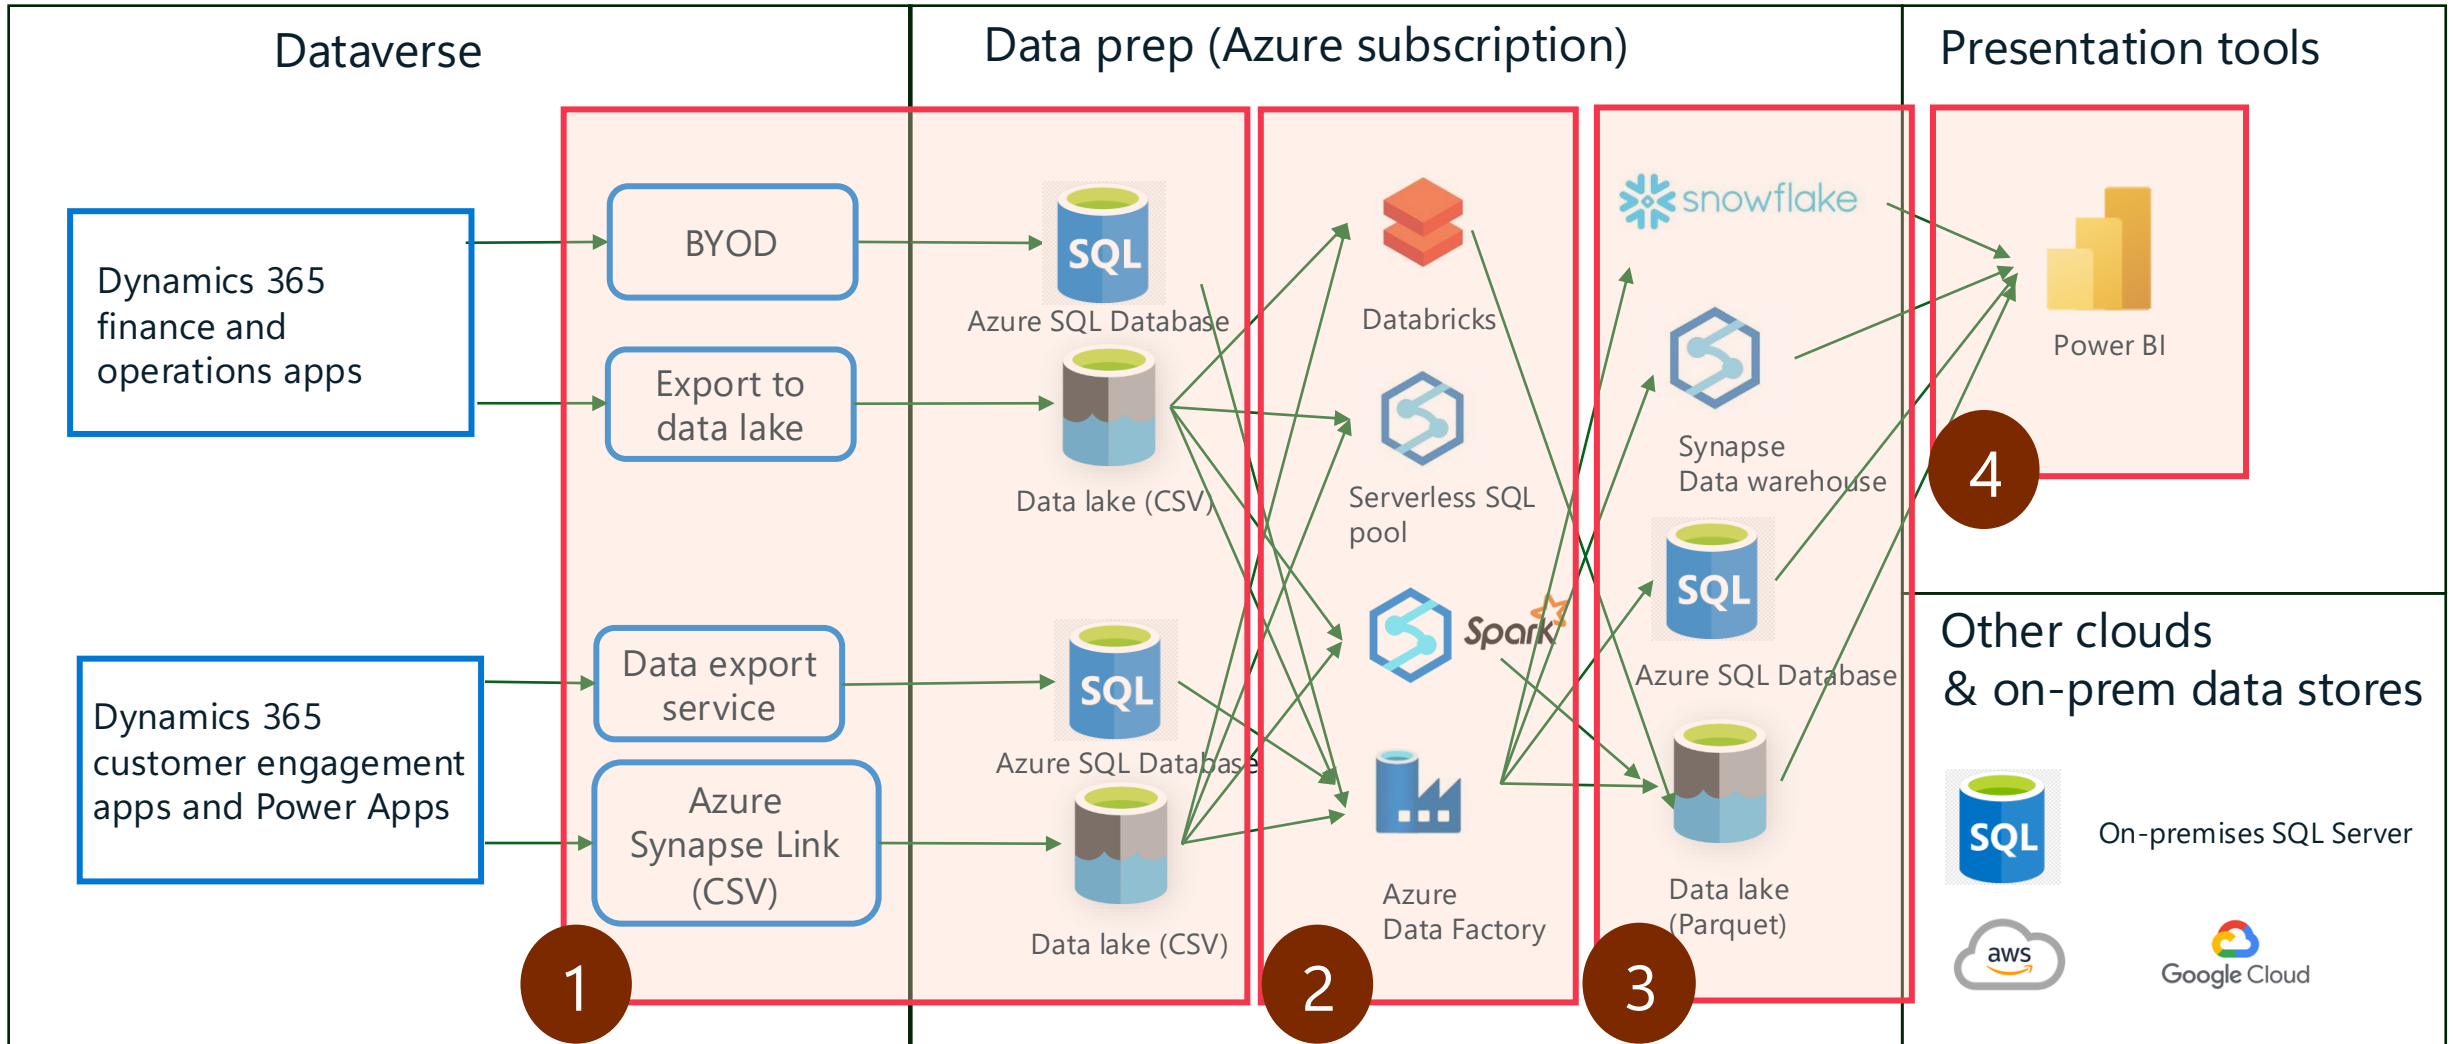 Dataverse
Data prep (Azure subscription)
Presentation tools
Dynamics 365
finance and
operations apps
BYOD
SQL
Azure SQL Database
Export to
data lake
Data lake (CSV)
Dynamics 365
customer engagement
apps and Power Apps
Data export
service
SQL
Azure SQL Database
Azure
Synapse Link
(CSV)
Data lake (CSV)
1
Databricks
Serverless SQL
pool
Spark
Azure
Data Factory
2
snowflake
Synapse
Data warehouse
SQL
Azure SQL Database
Data lake
(Parquet)
3
Power BI
4
Other clouds
& on-prem data stores
SQL
On-premises SQL Server
aws
Google Cloud